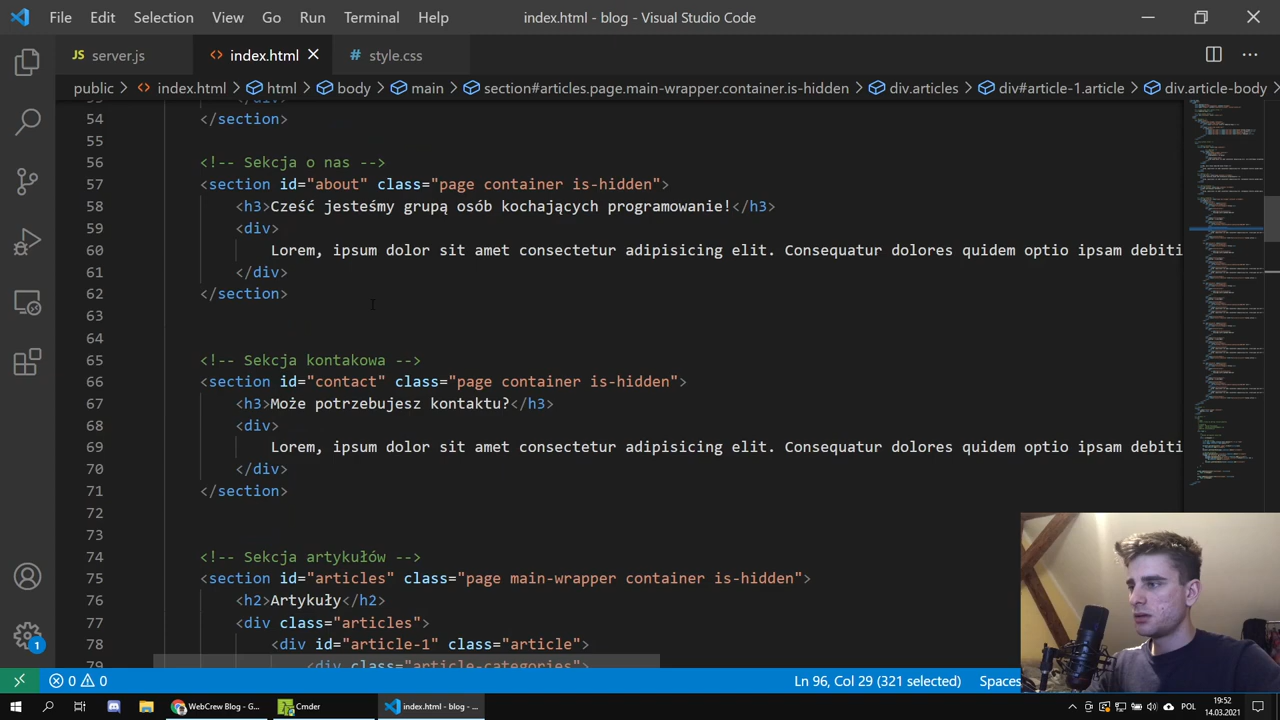 File Edit Selection View Go Run Terminal Help index.html - blog - Visual Studio Code
JS server.js <> index.html # style.css
public > <> index.html > html > body > main > section#articles.page.main-wrapper.container.is-hidden > div.articles > div#article-1.article > div.article-body >
54 </section>
55
56 <!-- Sekcja o nas -->
57 <section id="about" class="page container is-hidden">
58 <h3>Cześć jesteśmy grupą osób kochających programowanie!</h3>
59 <div>
60 Lorem, ipsum dolor sit amet consectetur adipisicing elit. Consequatur dolores quidem optio ipsam debiti
61 </div>
62 </section>
63
64
65 <!-- Sekcja kontakowa -->
66 <section id="contact" class="page container is-hidden">
67 <h3>Może potrzebujesz kontaktu?</h3>
68 <div>
69 Lorem, ipsum dolor sit amet consectetur adipisicing elit. Consequatur dolores quidem optio ipsam debiti
70 </div>
71 </section>
72
73
74 <!-- Sekcja artykułów -->
75 <section id="articles" class="page main-wrapper container is-hidden">
76 <h2>Artykuły</h2>
77 <div class="articles">
78 <div id="article-1" class="article">
79 <div class="article-categories">
0 0 Ln 96, Col 29 (321 selected) Spaces
1
WebCrew Blog - G... Cmder index.html - blog - ... POL 19:52
14.03.2021